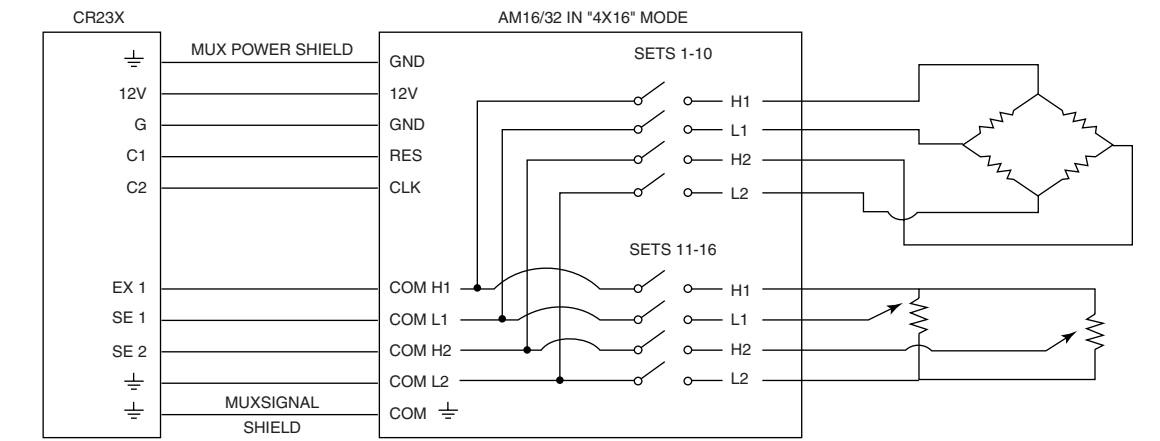 CR23X
AM16/32 IN "4X16" MODE
MUX POWER SHIELD
GND
SETS 1-10
12V
12V
H1
G
GND
L1
C1
RES
H2
C2
CLK
L2
SETS 11-16
EX 1
COM H1
H1
SE 1
COM L1
L1
SE 2
COM H2
H2
COM L2
L2
MUXSIGNAL
SHIELD
COM